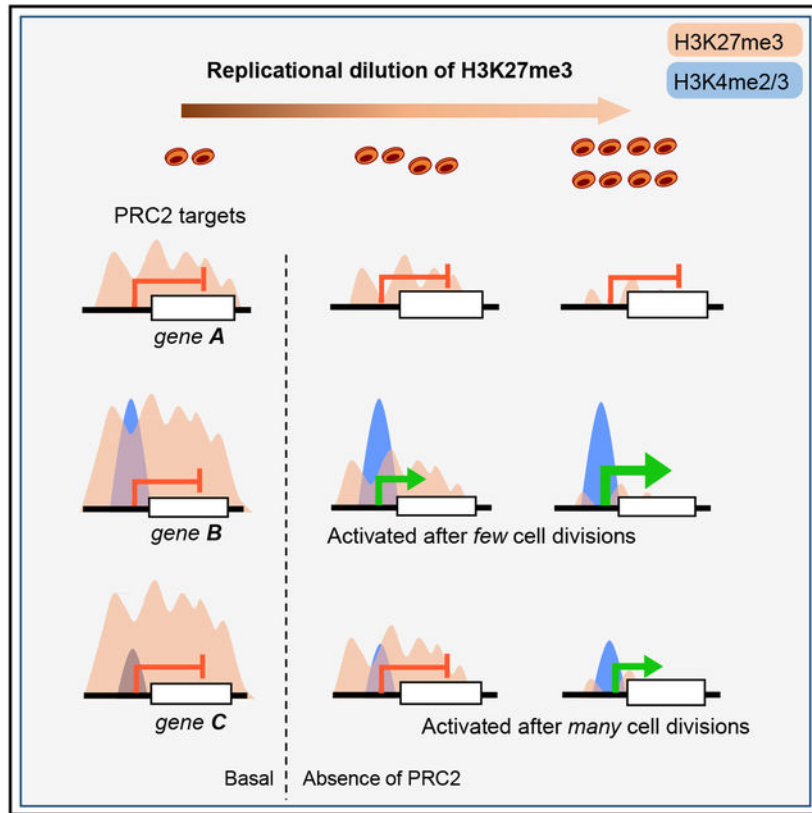 H3K27me3
H3K4me2/3
Replicational dilution of H3K27me3
PRC2 targets
gene A
gene B
Activated after few cell divisions
gene C
Activated after many cell divisions
Basal
Absence of PRC2